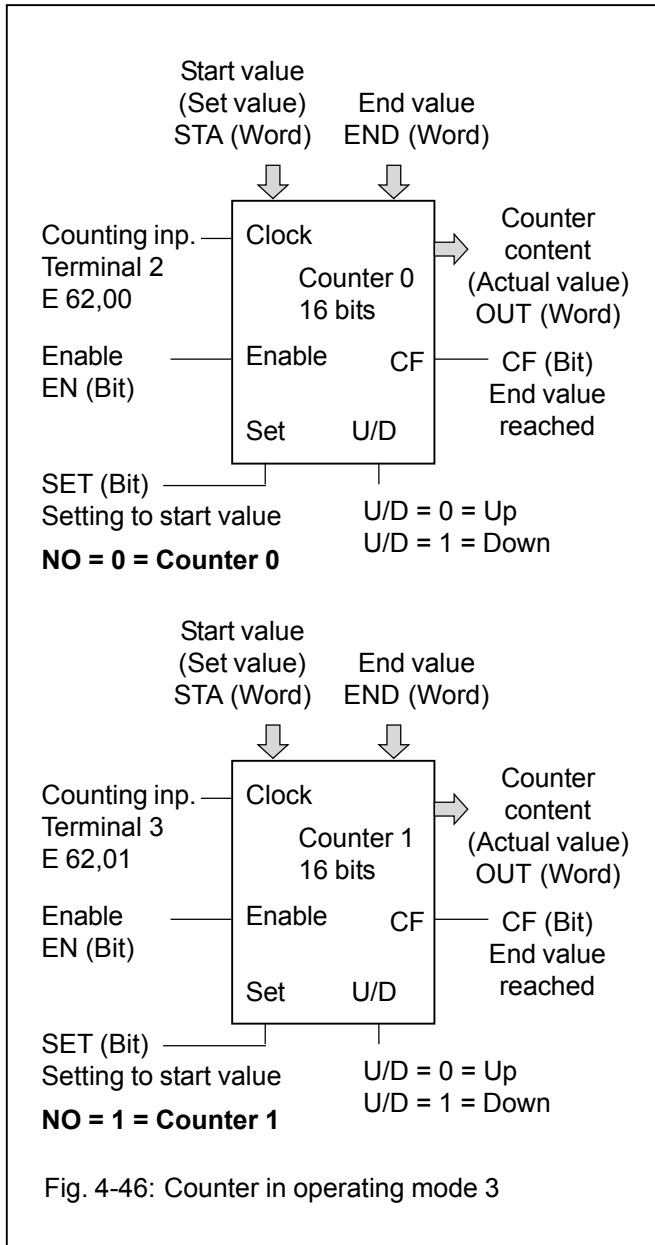 Start value
(Set value)
STA (Word)
End value
END (Word)
Counting inp.
Terminal 2
E 62,00
Clock
Counter 0
16 bits
Counter
content
(Actual value)
OUT (Word)
Enable
EN (Bit)
Enable
CF
CF (Bit)
End value
reached
Set
U/D
SET (Bit)
Setting to start value
U/D = 0 = Up
U/D = 1 = Down
NO = 0 = Counter 0
Start value
(Set value)
STA (Word)
End value
END (Word)
Counting inp.
Terminal 3
E 62,01
Clock
Counter 1
16 bits
Counter
content
(Actual value)
OUT (Word)
Enable
EN (Bit)
Enable
CF
CF (Bit)
End value
reached
Set
U/D
SET (Bit)
Setting to start value
U/D = 0 = Up
U/D = 1 = Down
NO = 1 = Counter 1
Fig. 4-46: Counter in operating mode 3